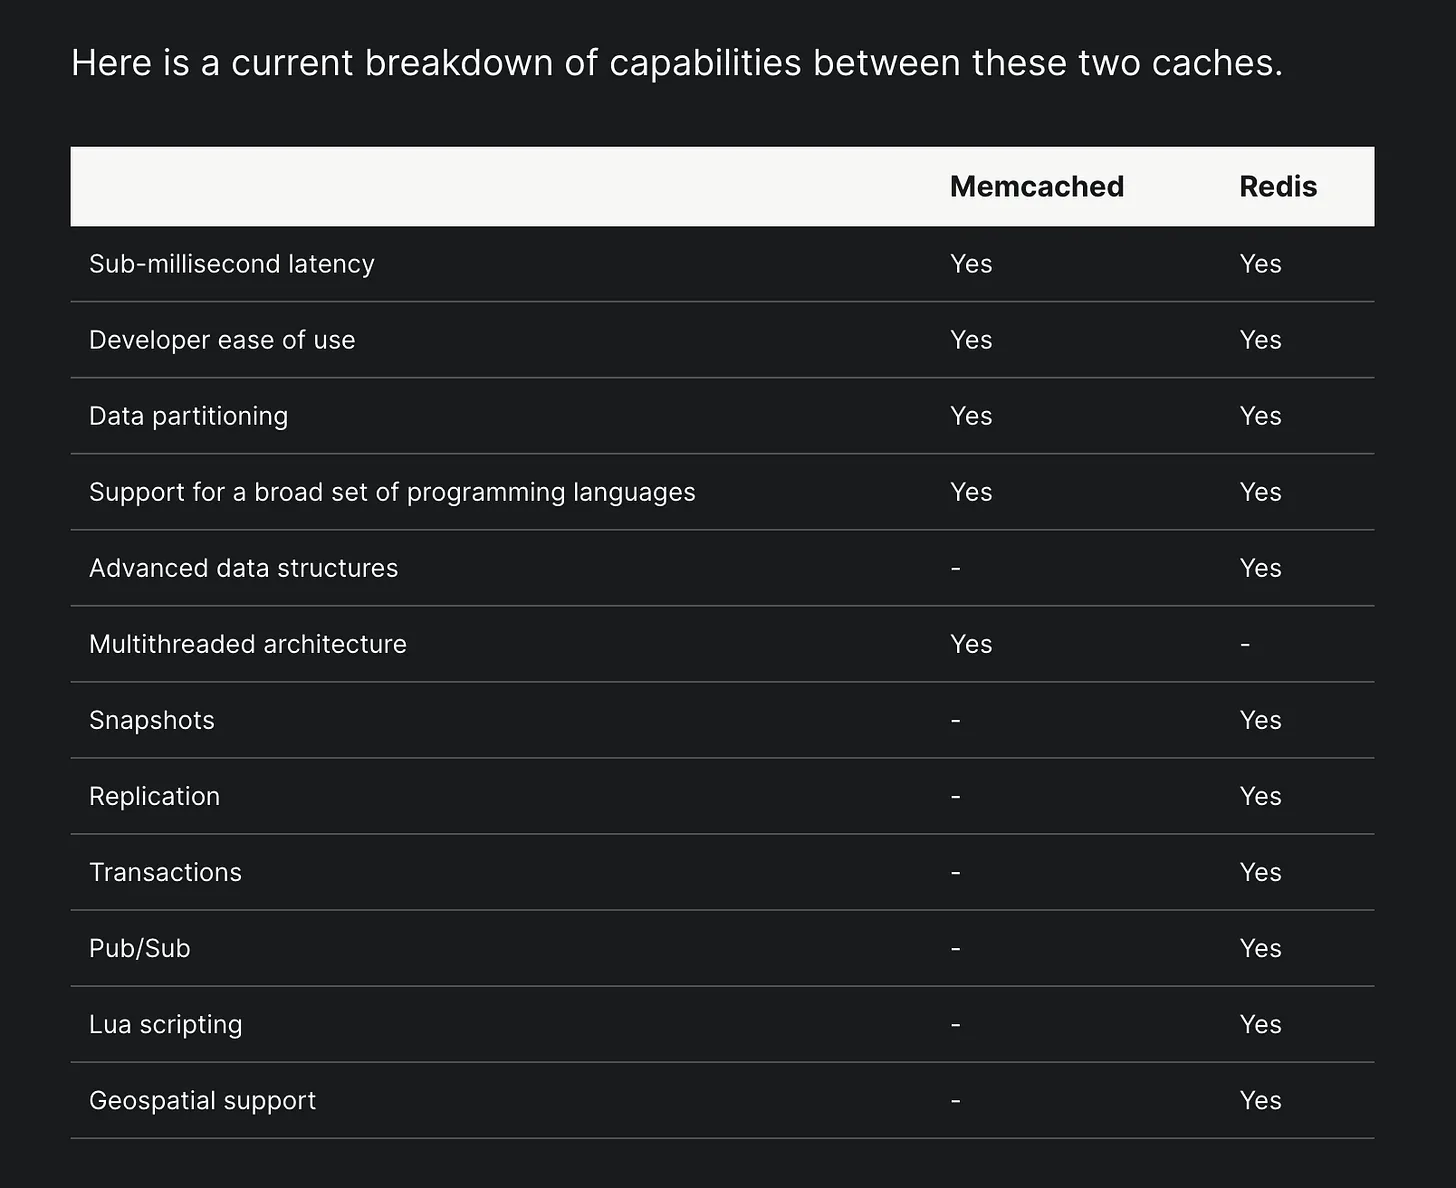 Here is a current breakdown of capabilities between these two caches.
Memcached Redis
Sub-millisecond latency Yes Yes
Developer ease of use Yes Yes
Data partitioning Yes Yes
Support for a broad set of programming languages Yes Yes
Advanced data structures - Yes
Multithreaded architecture Yes -
Snapshots - Yes
Replication - Yes
Transactions - Yes
Pub/Sub - Yes
Lua scripting - Yes
Geospatial support - Yes